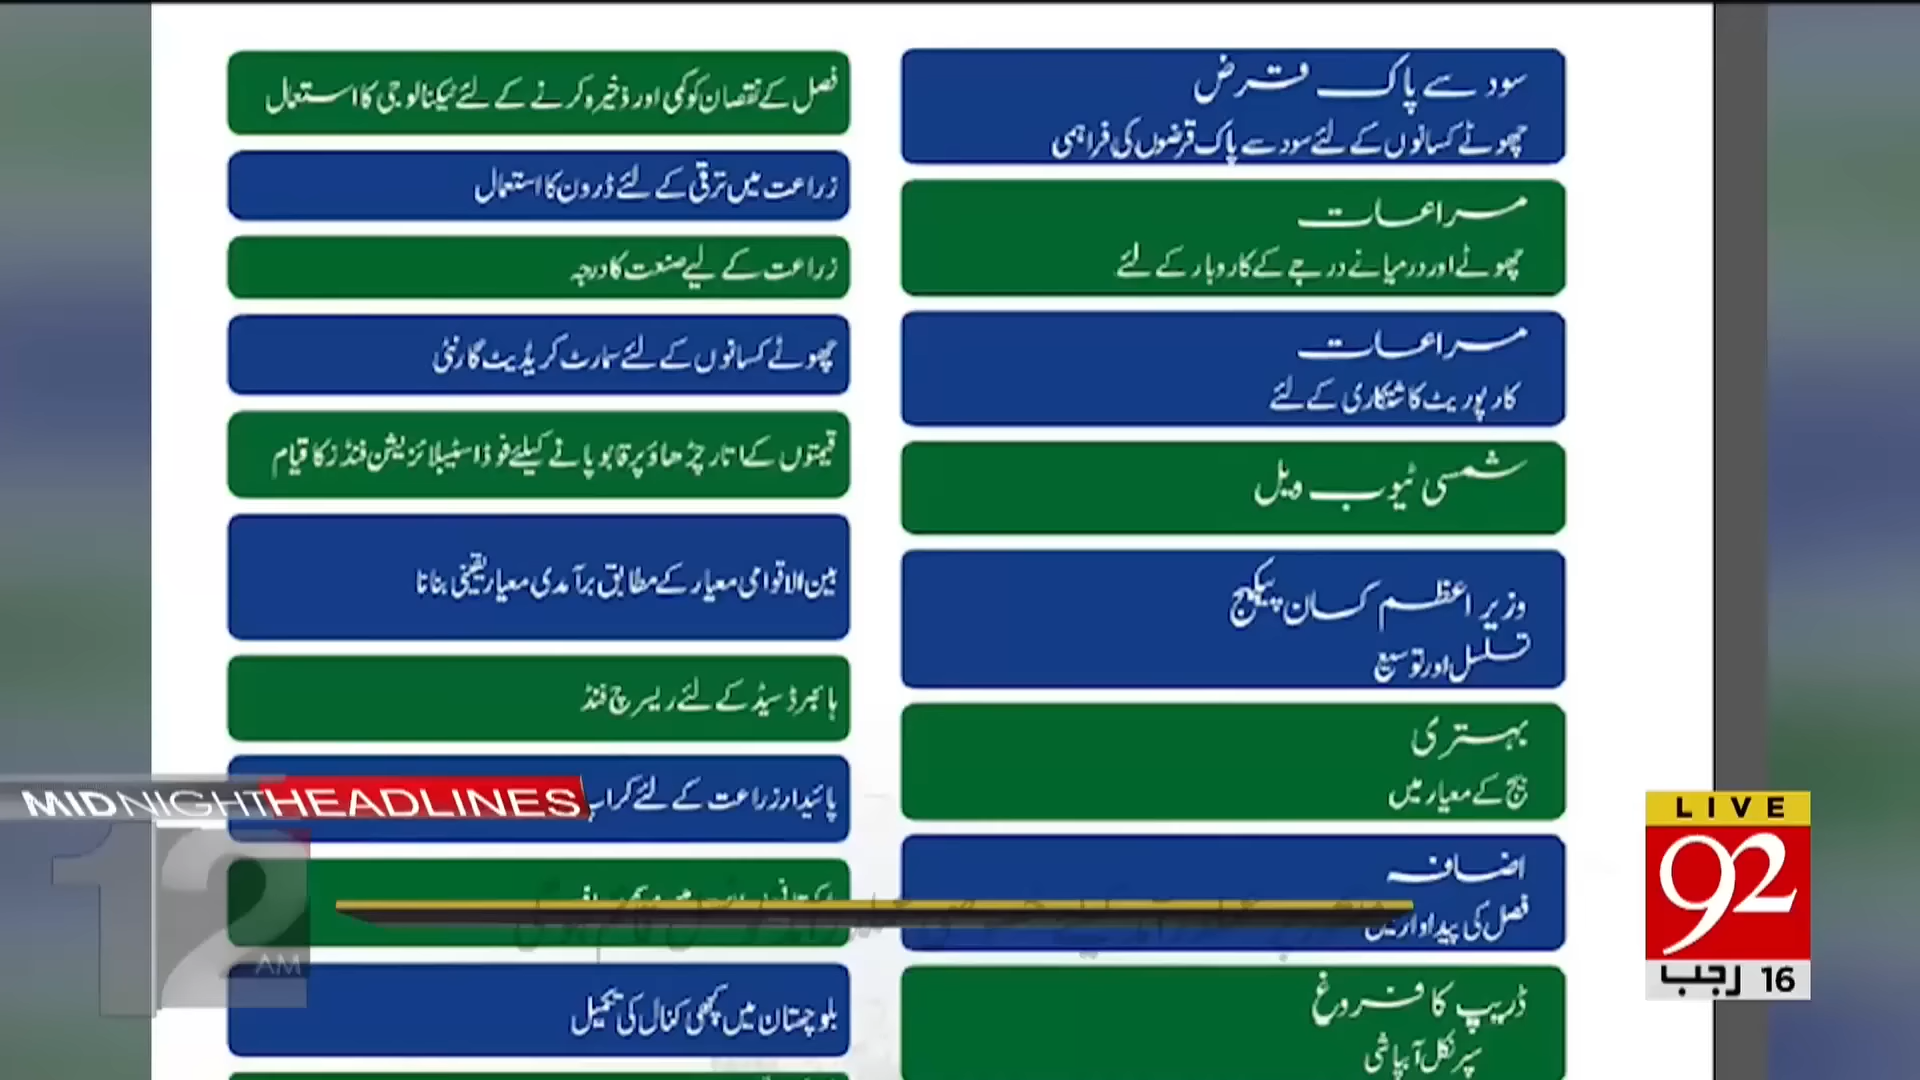 سود سے پاک قرض
چھوٹے کسانوں کے لئے سود سے پاک قرضوں کی فراہمی
مراعات
چھوٹے اور درمیانے درجے کے کاروبار کے لئے
مراعات
کارپوریٹ کاشتکاری کے لئے
شمسی ٹیوب ویل
وزیر اعظم کسان پیکیج
تسلسل اور توسیع
بہتری
بیج کے معیار میں
اضافہ
فصل کی پیداوار میں
ڈرپ کا فروغ
سپرنکل آبپاشی
فصل کے نقصان کو کمی اور ذخیرہ کرنے کے لئے ٹیکنالوجی کا استعمال
زراعت میں ترقی کے لئے ڈرون کا استعمال
زراعت کے لیے صنعت کا درجہ
چھوٹے کسانوں کے لئے سمارٹ کریڈیٹ گارنٹی
قیمتوں کے اتار چڑھاؤ پر قابو پانے کیلئے فوڈ اسٹیبلائزیشن فنڈز کا قیام
بین الاقوامی معیار کے مطابق برآمدی معیار یقینی بنانا
ہائبرڈ سیڈ کے لئے ریسرچ فنڈ
پائیدار زراعت کے لئے کراپ
بلوچستان میں کچھی کنال کی تکمیل
MIDNIGHT HEADLINES
12
AM
LIVE
92
16 رجب